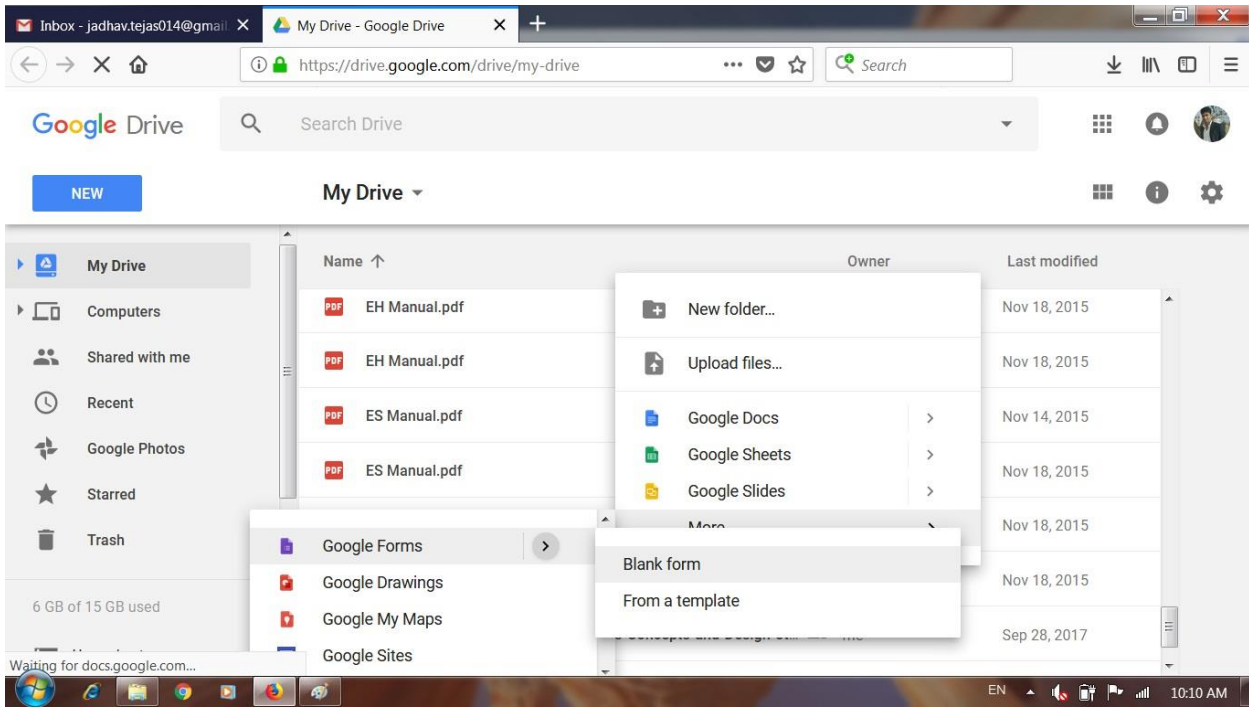 Inbox - jadhav.tejas014@gmail
My Drive - Google Drive
https://drive.google.com/drive/my-drive
Search
Google Drive
Search Drive
NEW
My Drive
My Drive
Computers
Shared with me
Recent
Google Photos
Starred
Trash
6 GB of 15 GB used
Name Owner Last modified
PDF EH Manual.pdf Nov 18, 2015
PDF EH Manual.pdf Nov 18, 2015
PDF ES Manual.pdf Nov 14, 2015
PDF ES Manual.pdf Nov 18, 2015
Nov 18, 2015
Nov 18, 2015
Sep 28, 2017
New folder...
Upload files...
Google Docs
Google Sheets
Google Slides
More
Google Forms
Google Drawings
Google My Maps
Google Sites
Blank form
From a template
Waiting for docs.google.com...
EN 10:10 AM